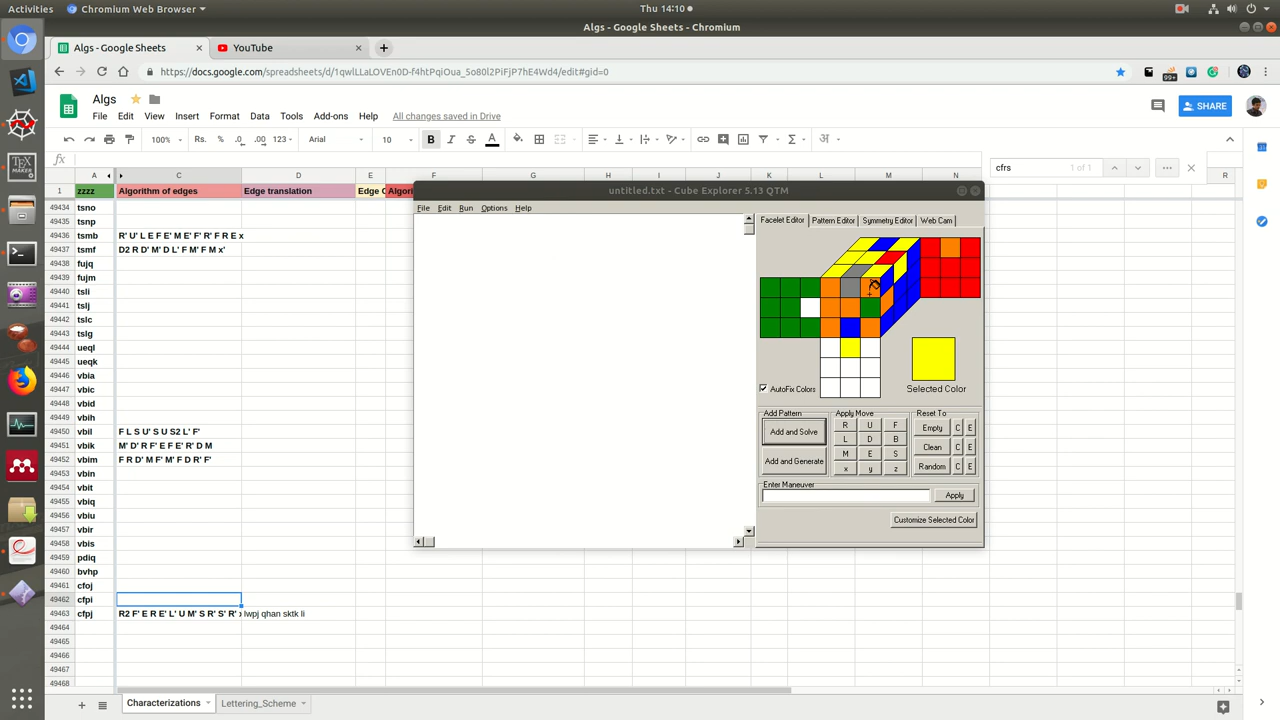 Activities
Chromium Web Browser
Thu 14:10
Algs - Google Sheets - Chromium
Algs - Google Sheets
YouTube
https://docs.google.com/spreadsheets/d/1qwlLLaLOVEn0D-f4htPqiOua_5o80l2PiFjP7hE4Wd4/edit#gid=0
99+
Algs
File Edit View Insert Format Data Tools Add-ons Help All changes saved in Drive
SHARE
100% Rs. % .0 .00 123 Arial 10 B I S A
fx
cfrs 1 of 1
A C D E F G H I J K L M N R
1 zzzz Algorithm of edges Edge translation Edge Algori
49434 tsno
49435 tsnp
49436 tsmb R' U' L E F E' M E' F' R' F R E x
49437 tsmf D2 R D' M' D L' F M' F M x'
49438 fujq
49439 fujm
49440 tsli
49441 tslj
49442 tslc
49443 tslg
49444 ueql
49445 ueqk
49446 vbia
49447 vbic
49448 vbid
49449 vbih
49450 vbil F L S U' S U S2 L' F'
49451 vbik M' D' R F' E F E' R' D M
49452 vbim F R D' M F' M' F D R' F'
49453 vbin
49454 vbit
49455 vbiq
49456 vbiu
49457 vbir
49458 vbis
49459 pdiq
49460 bvhp
49461 cfoj
49462 cfpi
49463 cfpj R2 F' E R E' L' U M' S R' S' R' lwpj qhan sktk li
49464
49465
49466
49467
49468
Characterizations
Lettering_Scheme
untitled.txt - Cube Explorer 5.13 QTM
File Edit Run Options Help
Facelet Editor Pattern Editor Symmetry Editor Web Cam
AutoFix Colors
Selected Color
Add Pattern
Add and Solve
Add and Generate
Apply Move
R U F
L D B
M E S
x y z
Reset To
Empty C E
Clean C E
Random C E
Enter Maneuver
Apply
Customize Selected Color
TEX
MAKER